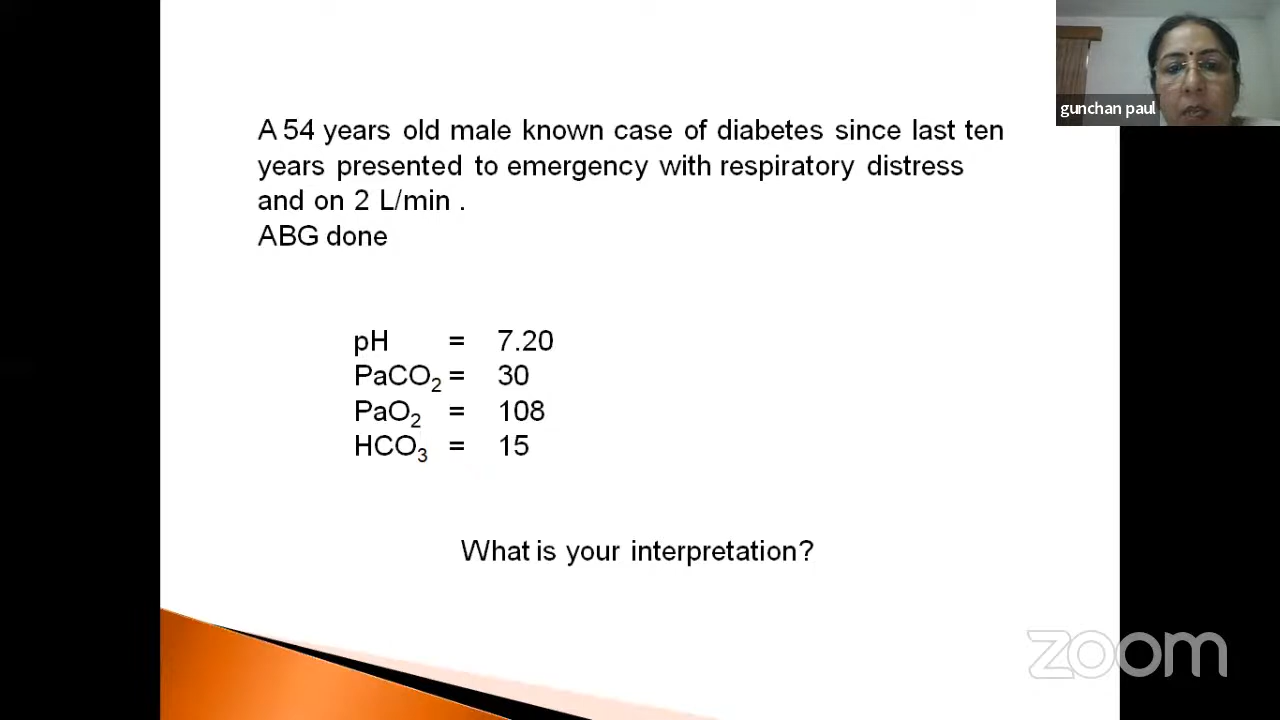 gunchan paul
A 54 years old male known case of diabetes since last ten
years presented to emergency with respiratory distress
and on 2 L/min .
ABG done
pH = 7.20
PaCO2 = 30
PaO2 = 108
HCO3 = 15
What is your interpretation?
zoom